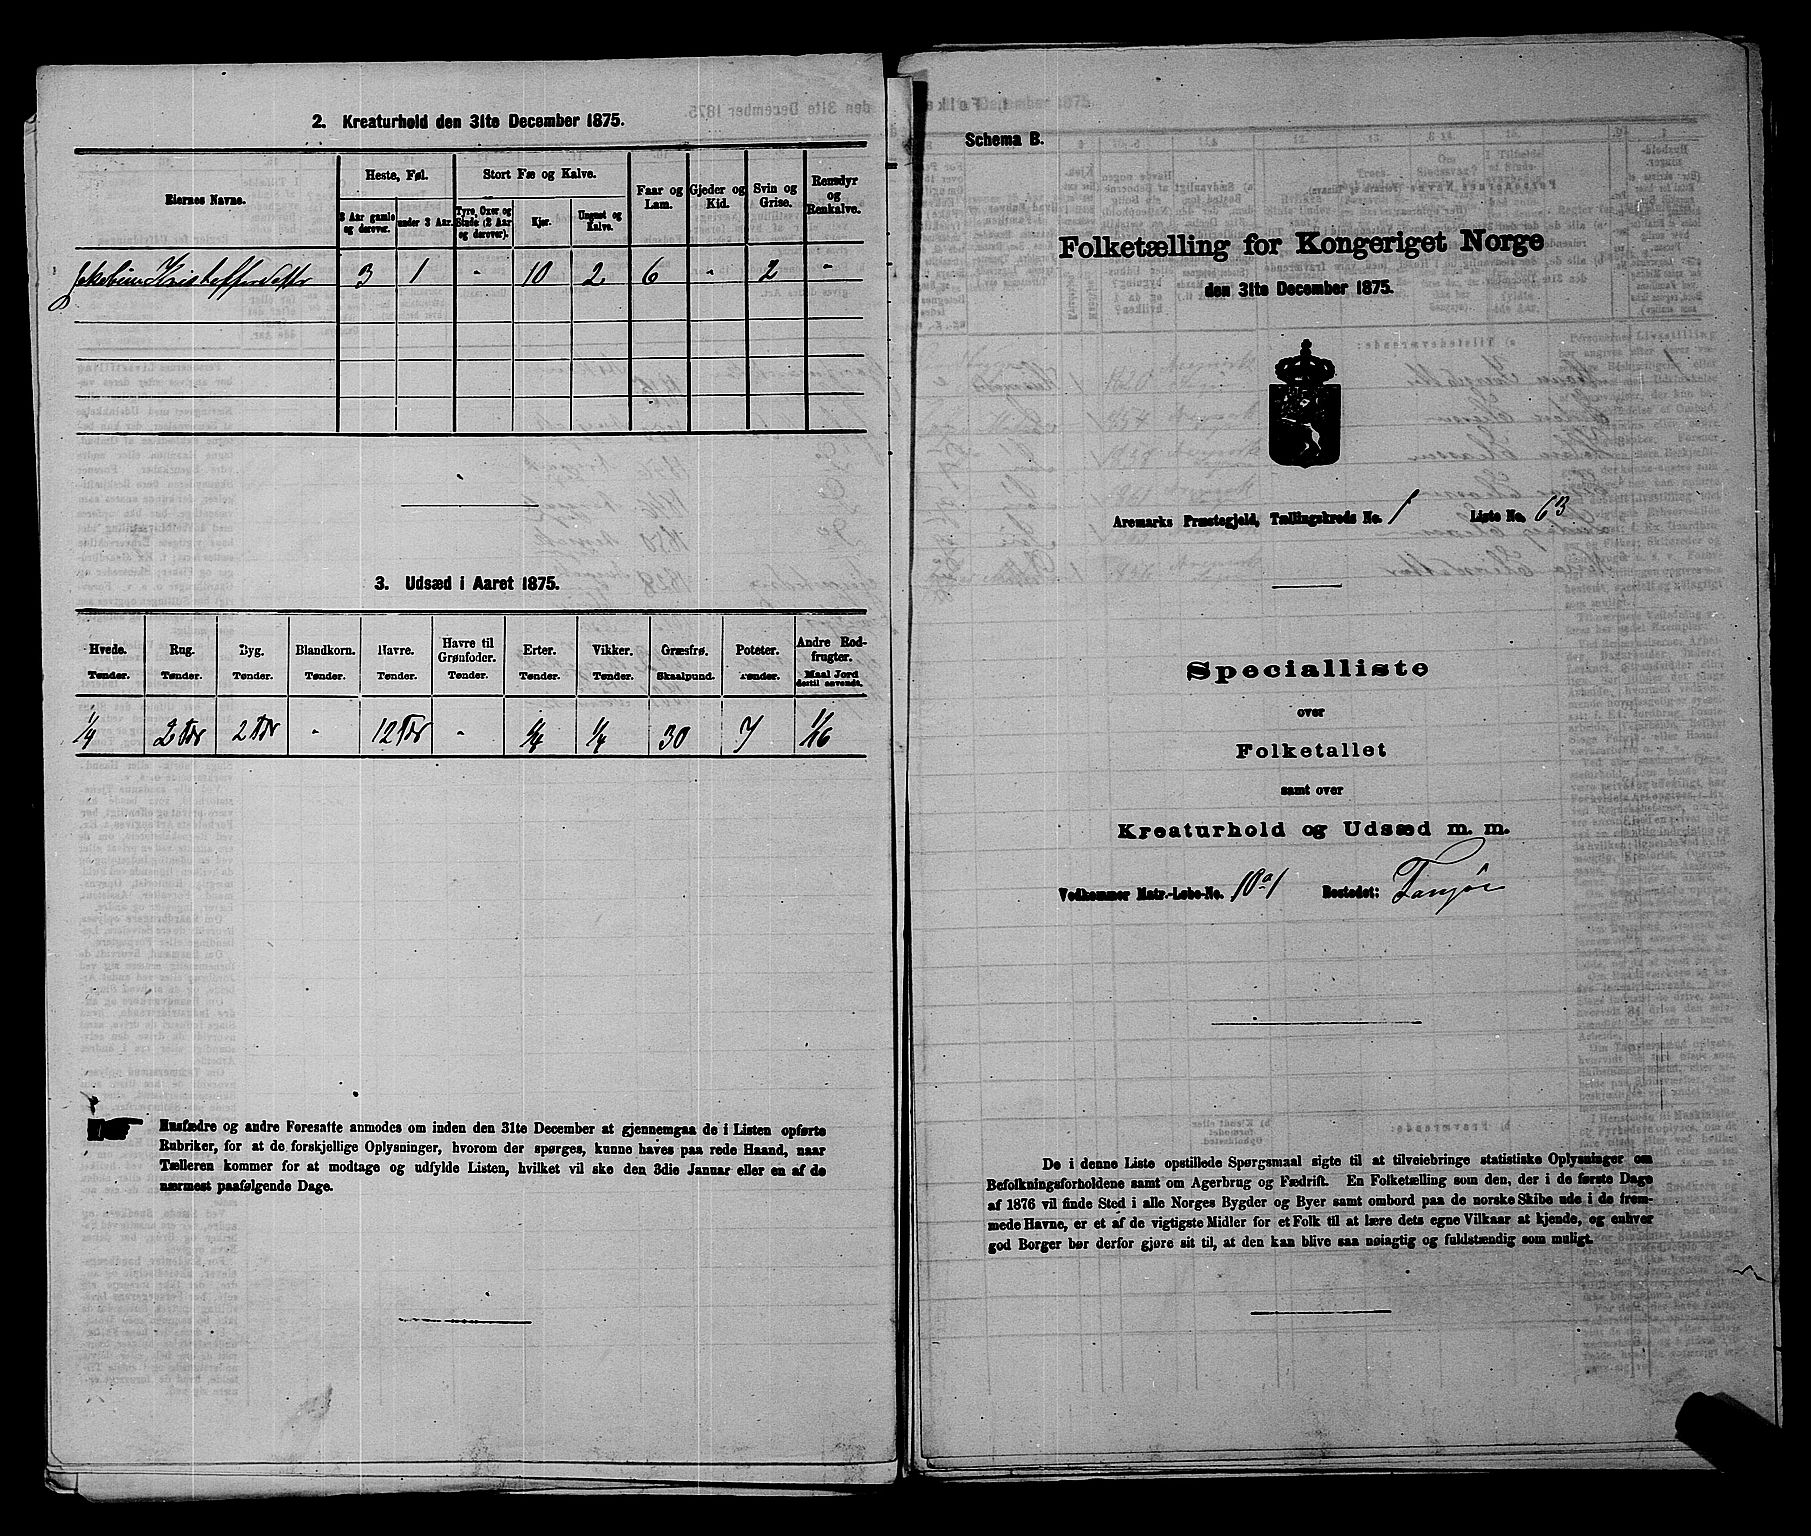 2. Kreaturhold den 31te December 1875.
Eiernes Navne.
Heste, Føl.
Stort Fæ og Kalve.
Faar og Lam.
Gjeder og Kid.
Svin og Grise.
Rensdyr og Renkalve.
3 Aar gamle og derover.
under 3 Aar.
Tyre, Oxer og Stude (2 Aar og derover).
Kjør.
Ungnøt og Kalve.
Kristoffersdatter 3 1 - 10 2 6 - 2 -
3. Udsæd i Aaret 1875.
Hvede. Rug. Byg. Blandkorn. Havre. Havre til Grønfoder. Erter. Vikker. Græsfrø. Poteter. Andre Rodfrugter.
Tønder. Tønder. Tønder. Tønder. Tønder. Tønder. Tønder. Tønder. Skaalpund. Tønder. Maal Jord dertil anvendt.
1/4 2 Tdr 2 Tdr - 12 Tdr - 1/4 30 7 1/16
Husfædre og andre Foresatte anmodes om inden den 31te December at gjennemgaa de i Listen opførte
Rubriker, for at de forskjellige Oplysninger, hvorom der spørges, kunne haves paa rede Haand, naar
Tælleren kommer for at modtage og udfylde Listen, hvilket vil ske den 3die Januar eller en af de
nærmest paafølgende Dage.
Schema B.
Folketælling for Kongeriget Norge
den 31te December 1875.
Aremarks Præstegjeld, Tællingskreds No. 1 Liste No. 63
Specialliste
over
Folketallet
samt over
Kreaturhold og Udsæd m. m.
Vedkommer Matr.-Løbe-No. 10a1 Bostedet:
De i denne Liste opstillede Spørgsmaal sigte til at tilveiebringe statistiske Oplysninger om
Befolkningsforholdene samt om Agerbrug og Fædrift. En Folketælling som den, der i de første Dage
af 1876 vil finde Sted i alle Norges Bygder og Byer samt ombord paa de norske Skibe ude i de frem-
mede Havne, er et af de vigtigste Midler for et Folk til at lære dets egne Vilkaar at kjende, og enhver
god Borger bør derfor gjøre sit til, at den kan blive saa nøiagtig og fuldstændig som muligt.